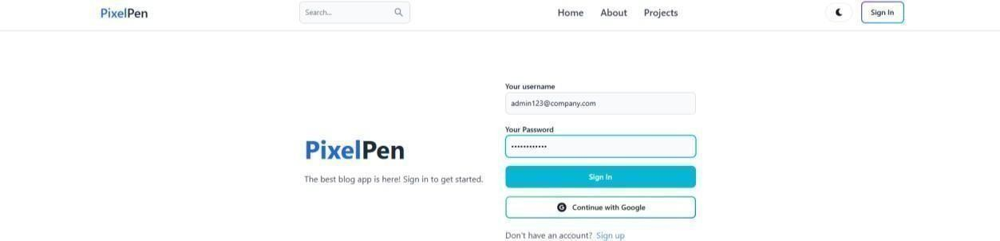 PixelPen
Search...
Home About Projects
Sign In
Your username
admin123@company.com
Your Password
••••••••••••
PixelPen
The best blog app is here! Sign in to get started.
Sign In
G Continue with Google
Don't have an account? Sign up